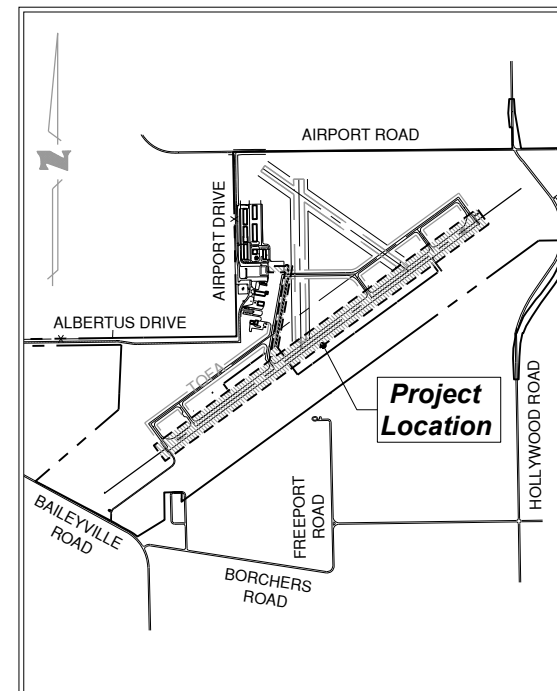 Z
AIRPORT ROAD
AIRPORT DRIVE
ALBERTUS DRIVE
TOFA
Project
Location
HOLLYWOOD ROAD
FREEPORT
ROAD
BAILEYVILLE
ROAD
BORCHERS
ROAD